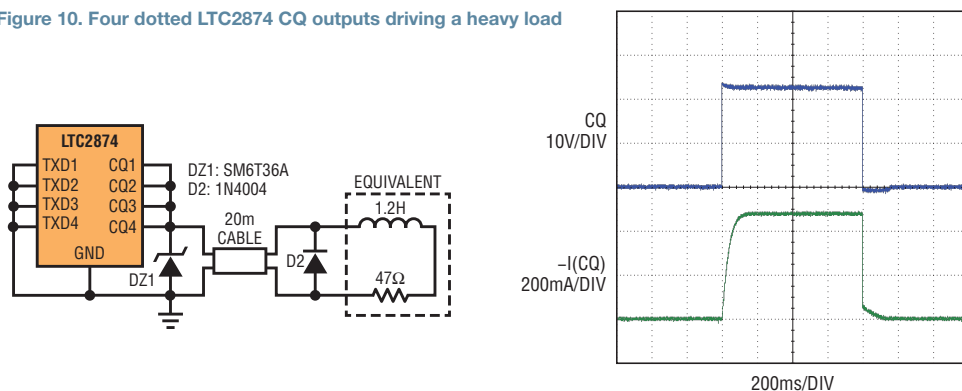 Figure 10. Four dotted LTC2874 CQ outputs driving a heavy load
LTC2874
TXD1
TXD2
TXD3
TXD4
CQ1
CQ2
CQ3
CQ4
GND
DZ1: SM6T36A
D2: 1N4004
DZ1
20m
CABLE
D2
EQUIVALENT
1.2H
47Ω
CQ
10V/DIV
–I(CQ)
200mA/DIV
200ms/DIV